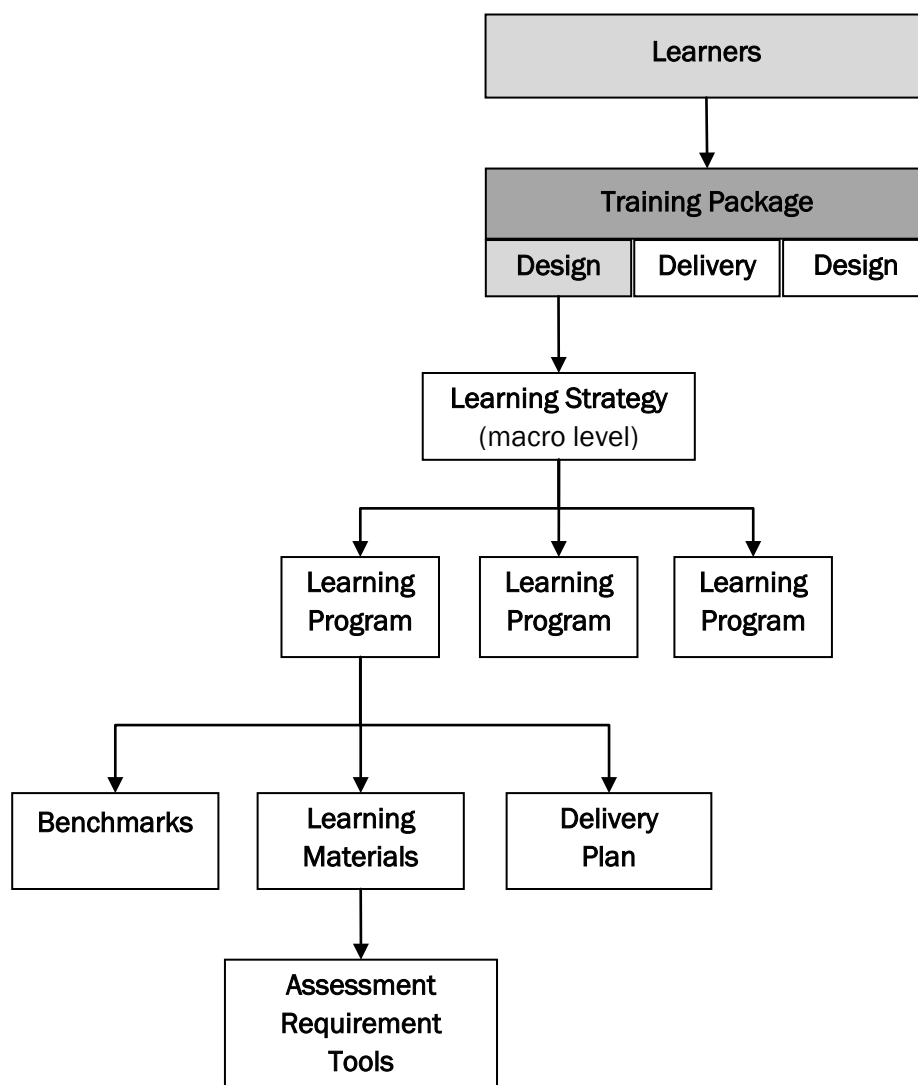 Learners
Training Package
Design
Delivery
Design
Learning Strategy
(macro level)
Learning
Program
Learning
Program
Learning
Program
Benchmarks
Learning
Materials
Delivery
Plan
Assessment
Requirement
Tools